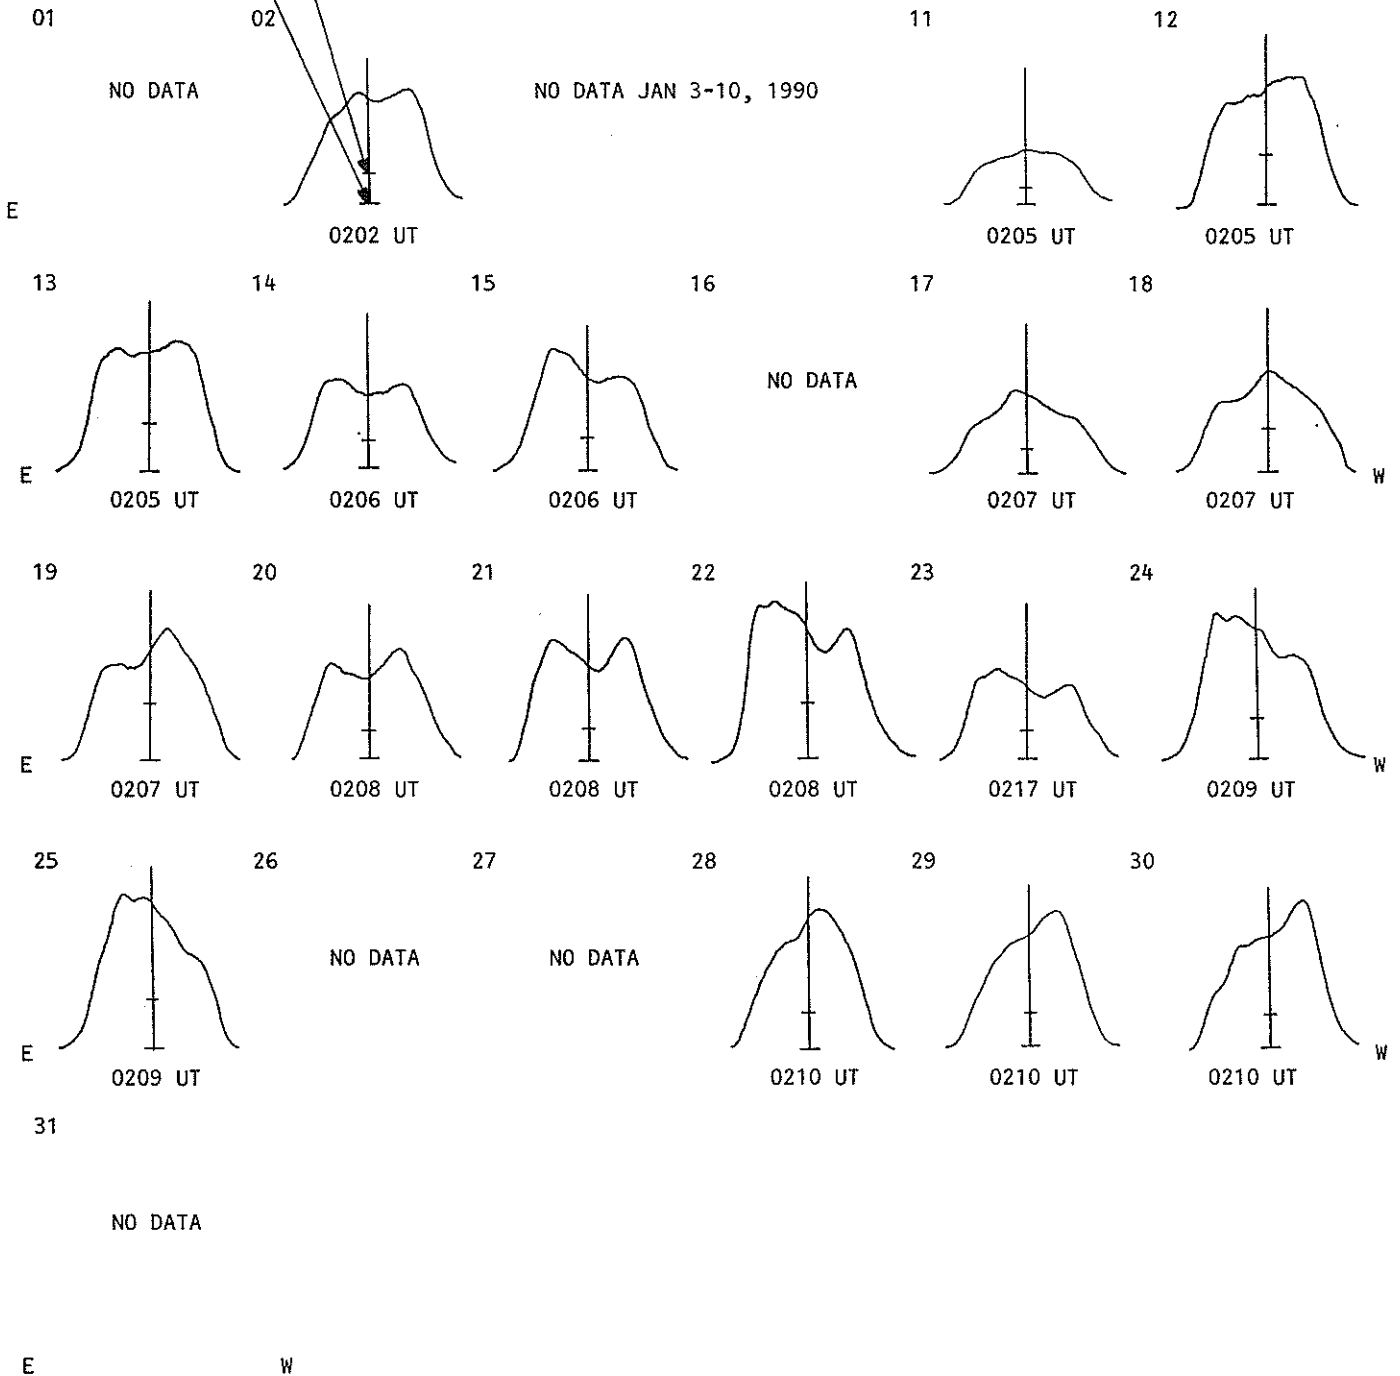 01 02 11 12
NO DATA NO DATA JAN 3-10, 1990
E
0202 UT 0205 UT 0205 UT
13 14 15 16 17 18
NO DATA
E W
0205 UT 0206 UT 0206 UT 0207 UT 0207 UT
19 20 21 22 23 24
E W
0207 UT 0208 UT 0208 UT 0208 UT 0217 UT 0209 UT
25 26 27 28 29 30
NO DATA NO DATA
E W
0209 UT 0210 UT 0210 UT 0210 UT
31
NO DATA
E W